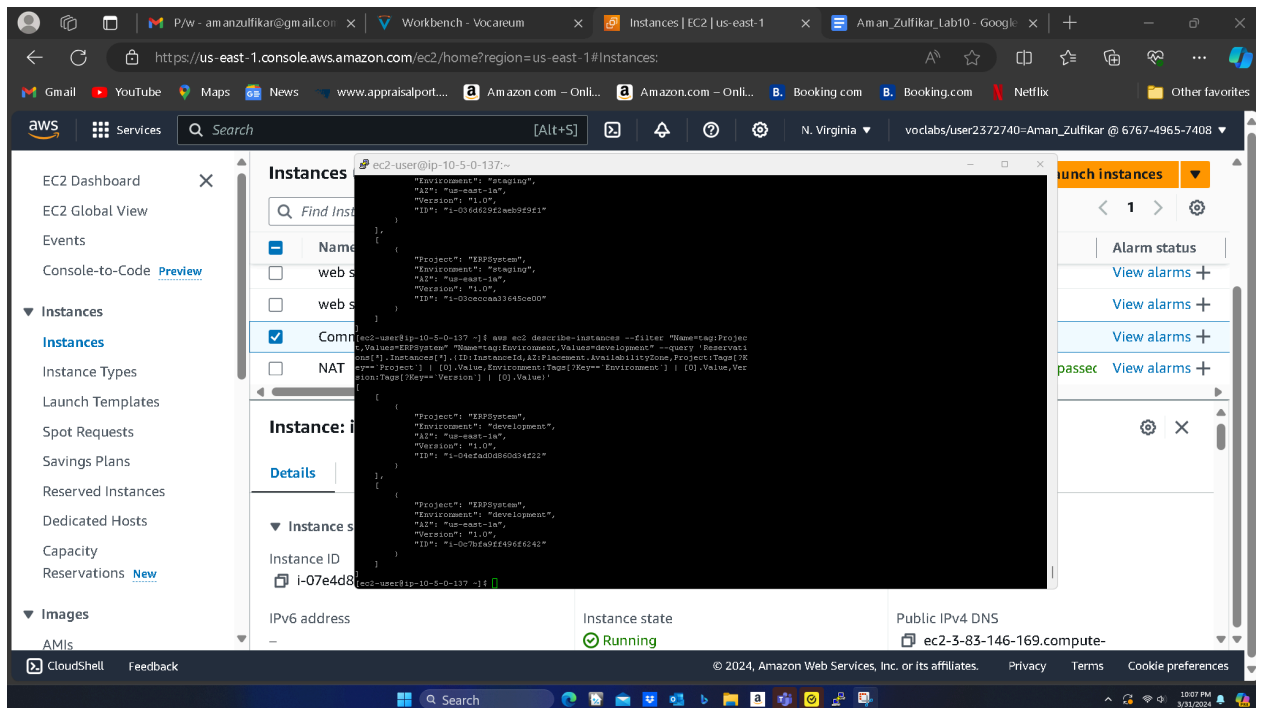 P/w - amanzulfikar@gmail.con
Workbench - Vocareum
Instances | EC2 | us-east-1
Aman_Zulfikar_Lab10 - Google
https://us-east-1.console.aws.amazon.com/ec2/home?region=us-east-1#Instances:
Gmail
YouTube
Maps
News
www.appraisalport....
Amazon com – Onli...
Amazon.com – Onli...
Booking com
Booking.com
Netflix
Other favorites
aws
Services
Search
[Alt+S]
N. Virginia
voclabs/user2372740=Aman_Zulfikar @ 6767-4965-7408
EC2 Dashboard
EC2 Global View
Events
Console-to-Code Preview
Instances
Instances
Instance Types
Launch Templates
Spot Requests
Savings Plans
Reserved Instances
Dedicated Hosts
Capacity
Reservations New
Images
AMIs
Instances
unch instances
Find Inst
1
Name
Alarm status
web s
View alarms +
web s
View alarms +
Comm
View alarms +
NAT
passed
View alarms +
ec2-user@ip-10-5-0-137:~
"Environment": "staging",
"AZ": "us-east-1a",
"Version": "1.0",
"ID": "i-036d629f2aeb9f9f1"
}
],
[
{
"Project": "ERPSystem",
"Environment": "staging",
"AZ": "us-east-1a",
"Version": "1.0",
"ID": "i-03ceccaa33645ce00"
}
]
]
[ec2-user@ip-10-5-0-137 ~]$ aws ec2 describe-instances --filter "Name=tag:Projec
t,Values=ERPSystem" "Name=tag:Environment,Values=development" --query 'Reservati
ons[*].Instances[*].{ID:InstanceId,AZ:Placement.AvailabilityZone,Project:Tags[?K
ey==`Project`] | [0].Value,Environment:Tags[?Key==`Environment`] | [0].Value,Ver
sion:Tags[?Key==`Version`] | [0].Value}'
[
[
{
"Project": "ERPSystem",
"Environment": "development",
"AZ": "us-east-1a",
"Version": "1.0",
"ID": "i-04efad0d860d34f22"
}
],
[
{
"Project": "ERPSystem",
"Environment": "development",
"AZ": "us-east-1a",
"Version": "1.0",
"ID": "i-0c7bfa9ff496f6242"
}
]
]
[ec2-user@ip-10-5-0-137 ~]$
Instance: i
Details
Instance s
Instance ID
i-07e4d8
IPv6 address
–
Instance state
Running
Public IPv4 DNS
ec2-3-83-146-169.compute-
CloudShell
Feedback
© 2024, Amazon Web Services, Inc. or its affiliates.
Privacy
Terms
Cookie preferences
Search
10:07 PM
3/31/2024